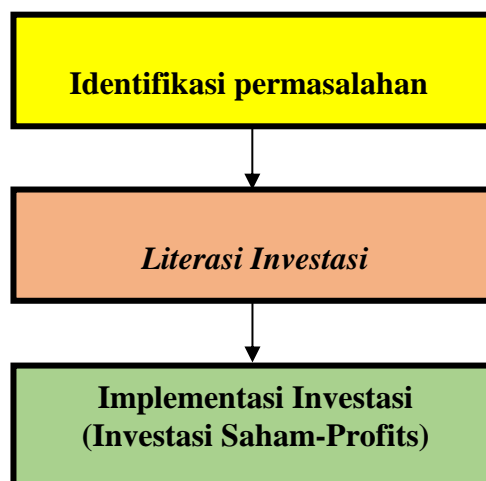 Identifikasi permasalahan
Literasi Investasi
Implementasi Investasi
(Investasi Saham-Profits)